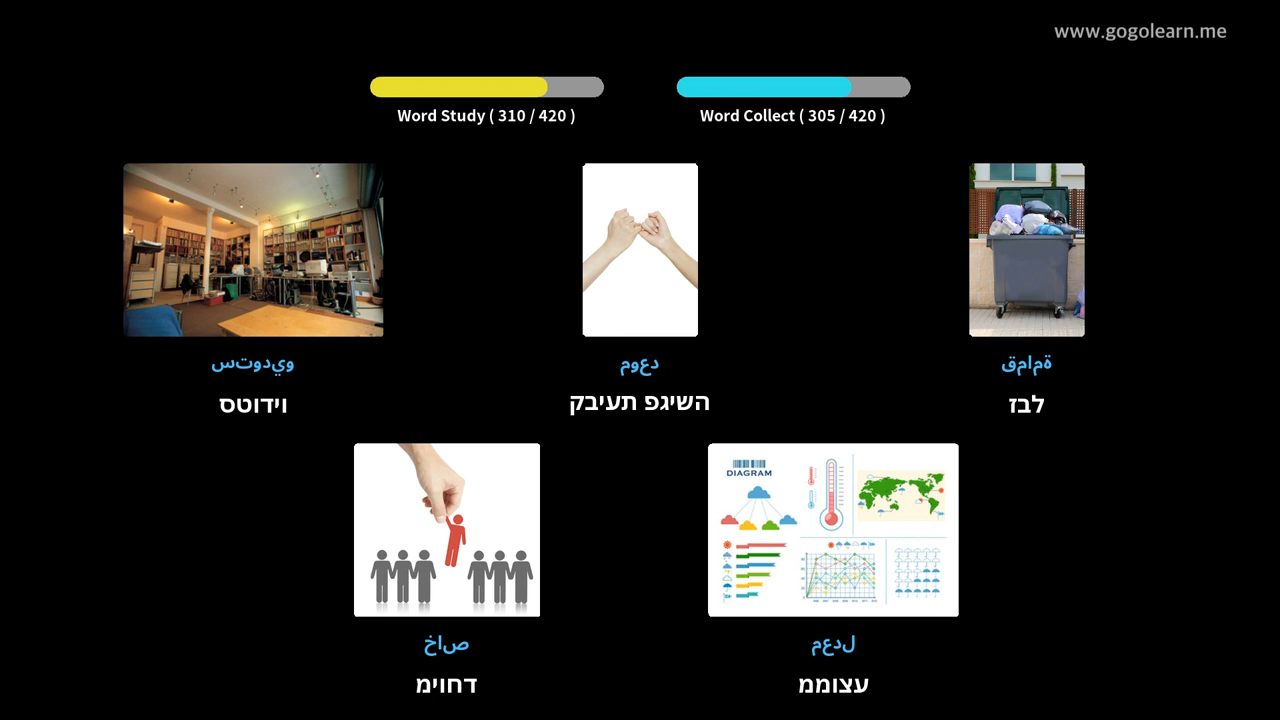 www.gogolearn.me
Word Study ( 310 / 420 )
Word Collect ( 305 / 420 )
ويدوتس
וידוטס
دعوم
השיגפ תעיבק
ةمامق
לבז
صاخ
דחוימ
DIAGRAM
لدعم
עצוממ